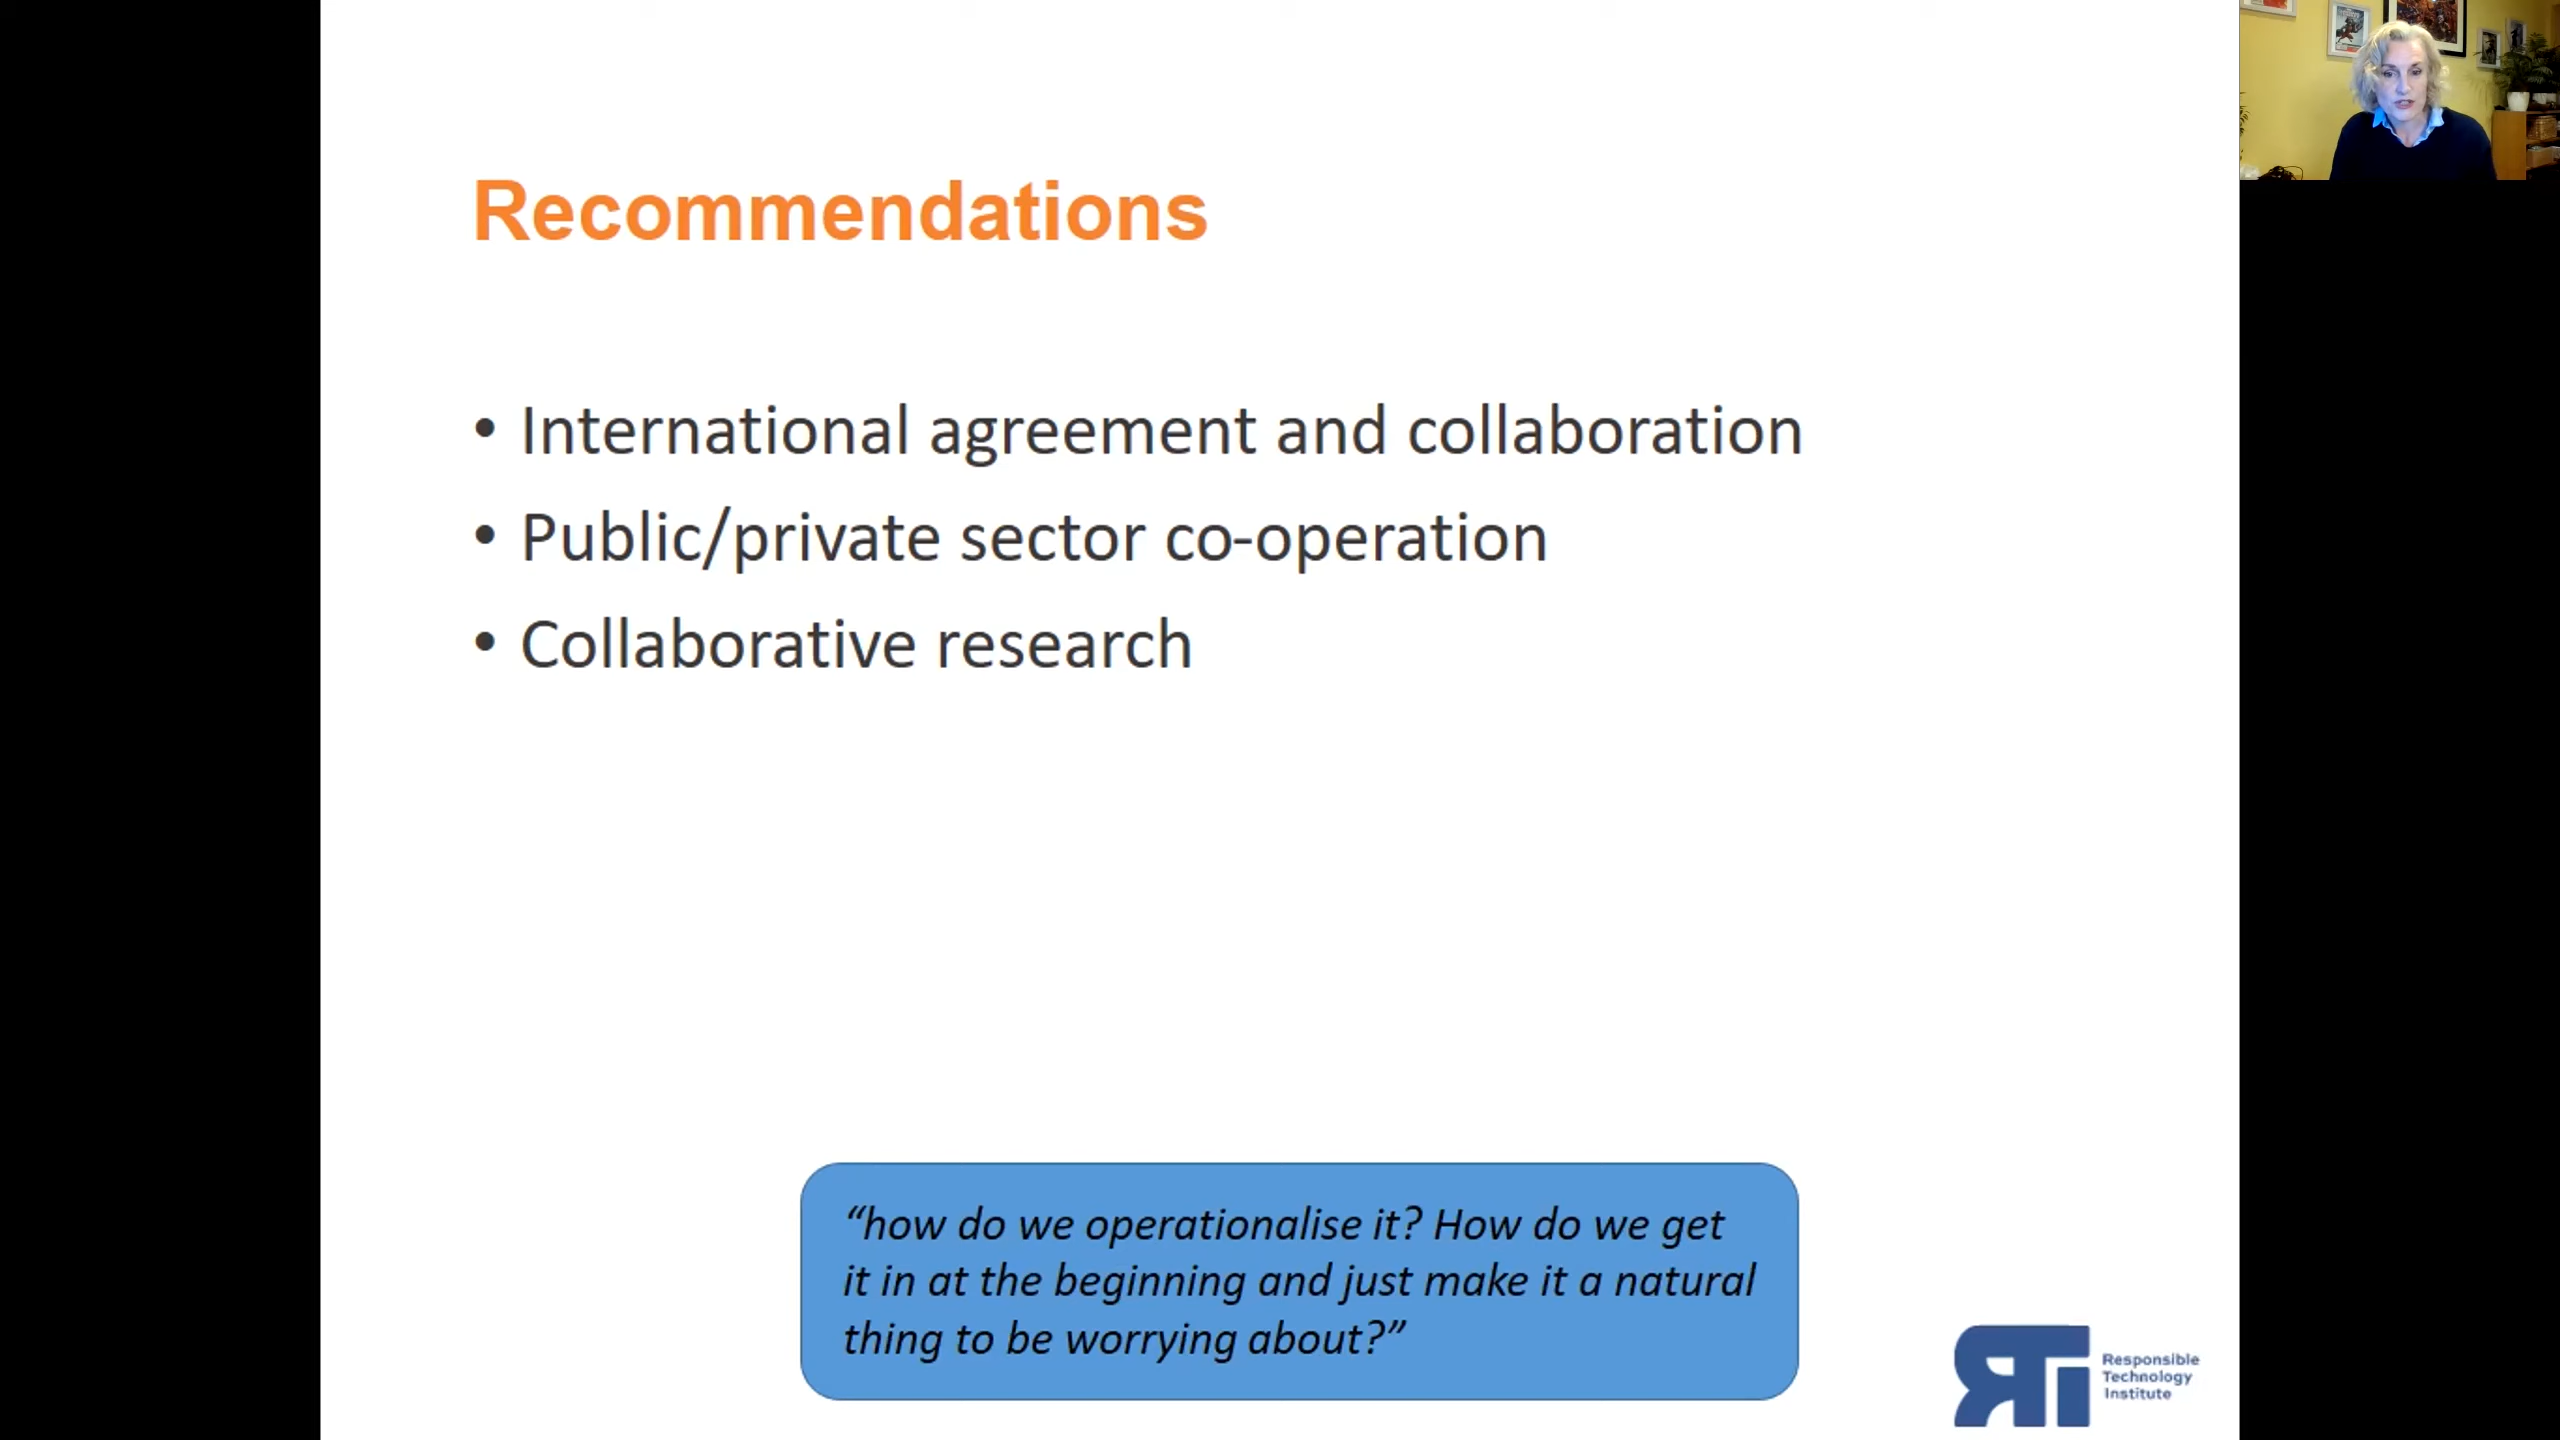 Recommendations
• International agreement and collaboration
• Public/private sector co-operation
• Collaborative research
“how do we operationalise it? How do we get
it in at the beginning and just make it a natural
thing to be worrying about?”
RTi
Responsible
Technology
Institute